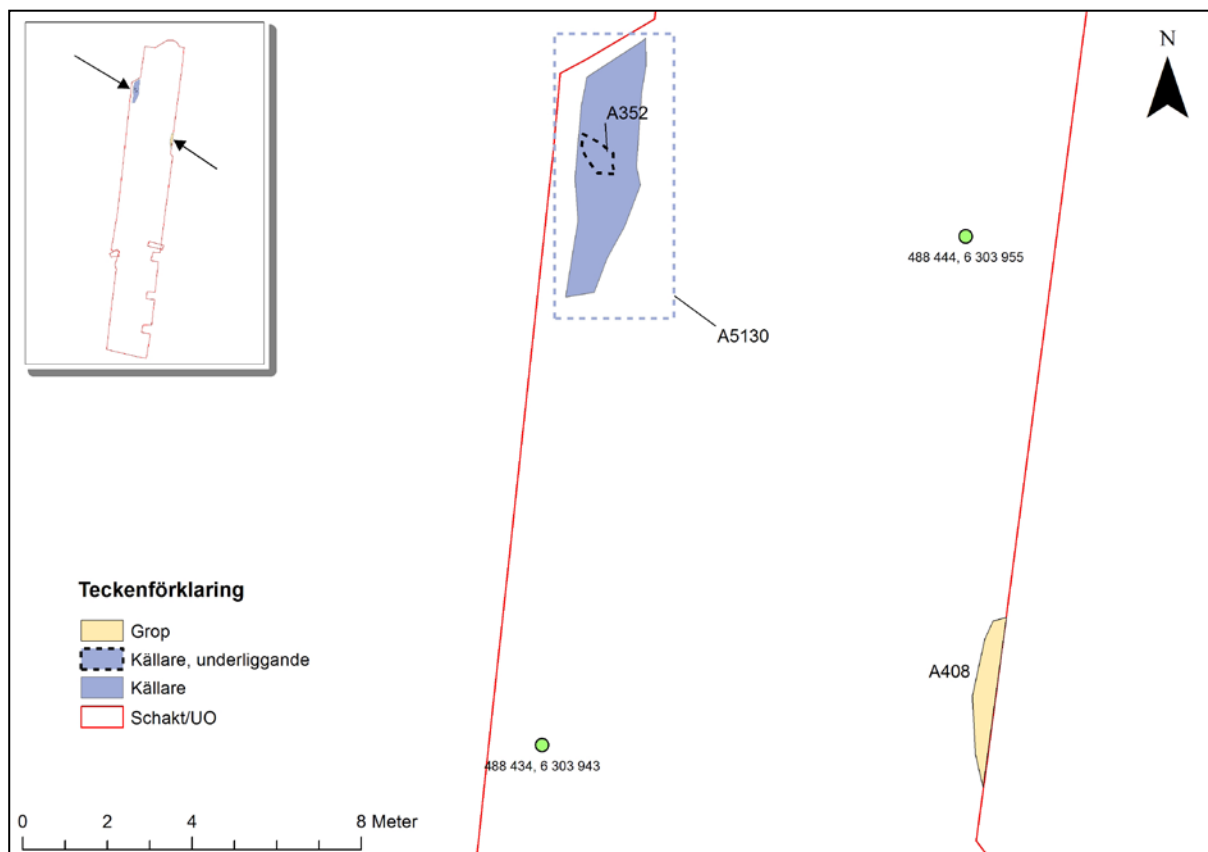 N
A352
488 444, 6 303 955
A5130
Teckenförklaring
Grop
Källare, underliggande
Källare
Schakt/UO
A408
488 434, 6 303 943
0 2 4 8 Meter